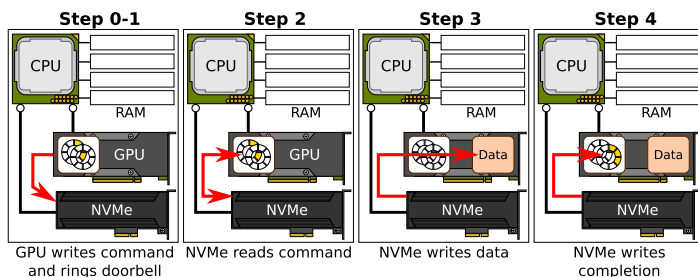 Step 0-1
CPU
RAM
GPU
NVMe
GPU writes command
and rings doorbell
Step 2
CPU
RAM
GPU
NVMe
NVMe reads command
Step 3
CPU
RAM
Data
NVMe
NVMe writes data
Step 4
CPU
RAM
Data
NVMe
NVMe writes
completion